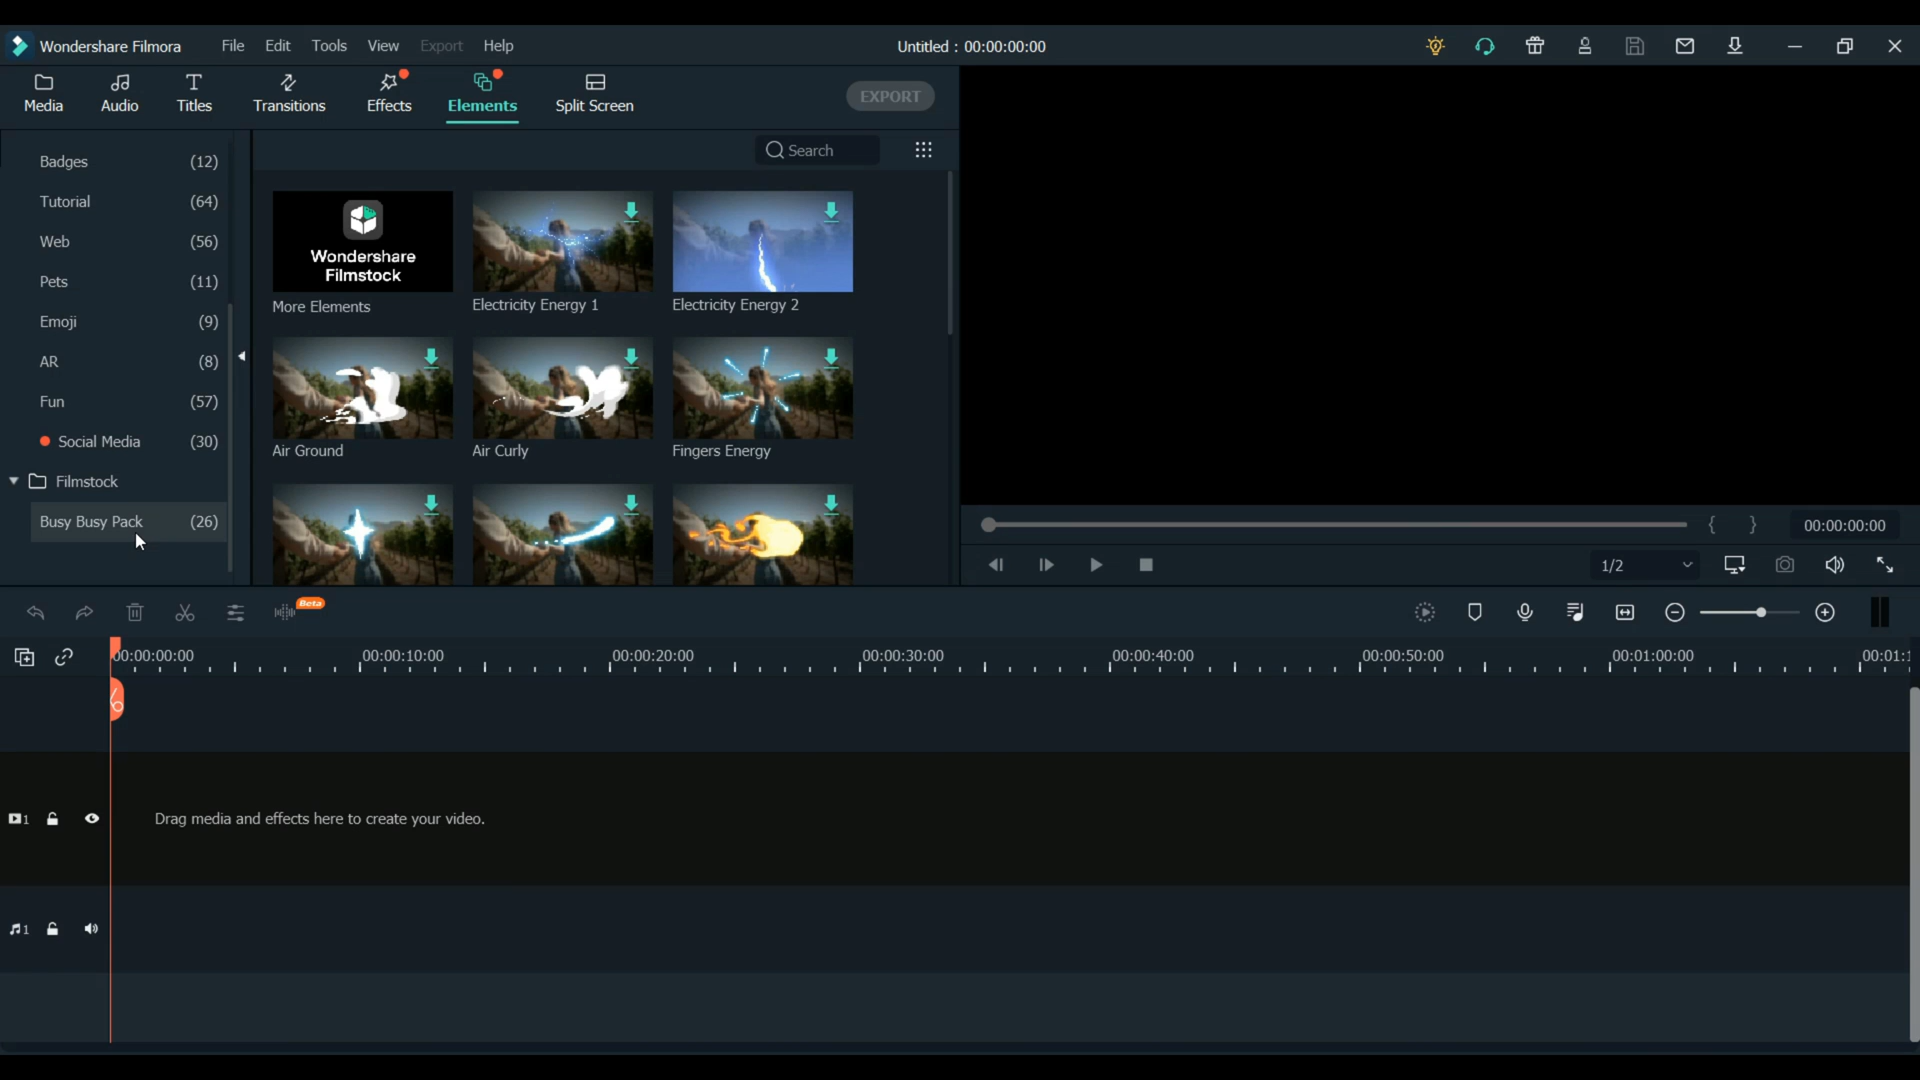 Wondershare Filmora File Edit Tools View Export Help Untitled : 00:00:00:00
Media Audio Titles Transitions Effects Elements Split Screen EXPORT
Search
Badges (12)
Tutorial (64)
Web (56)
Pets (11)
Emoji (9)
AR (8)
Fun (57)
Social Media (30)
Filmstock
Busy Busy Pack (26)
Wondershare
Filmstock
More Elements Electricity Energy 1 Electricity Energy 2
Air Ground Air Curly Fingers Energy
{ } 00:00:00:00
1/2
Beta
00:00:00:00 00:00:10:00 00:00:20:00 00:00:30:00 00:00:40:00 00:00:50:00 00:01:00:00 00:01:1
1 Drag media and effects here to create your video.
1